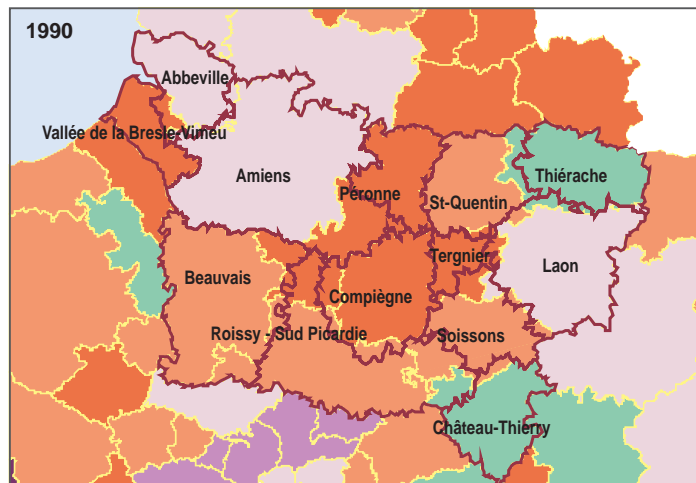 1990
Abbeville
Vallée de la Bresle-Vimeu
Amiens
Thiérache
Péronne
St-Quentin
Tergnier
Laon
Beauvais
Compiègne
Roissy - Sud Picardie
Soissons
Château-Thierry